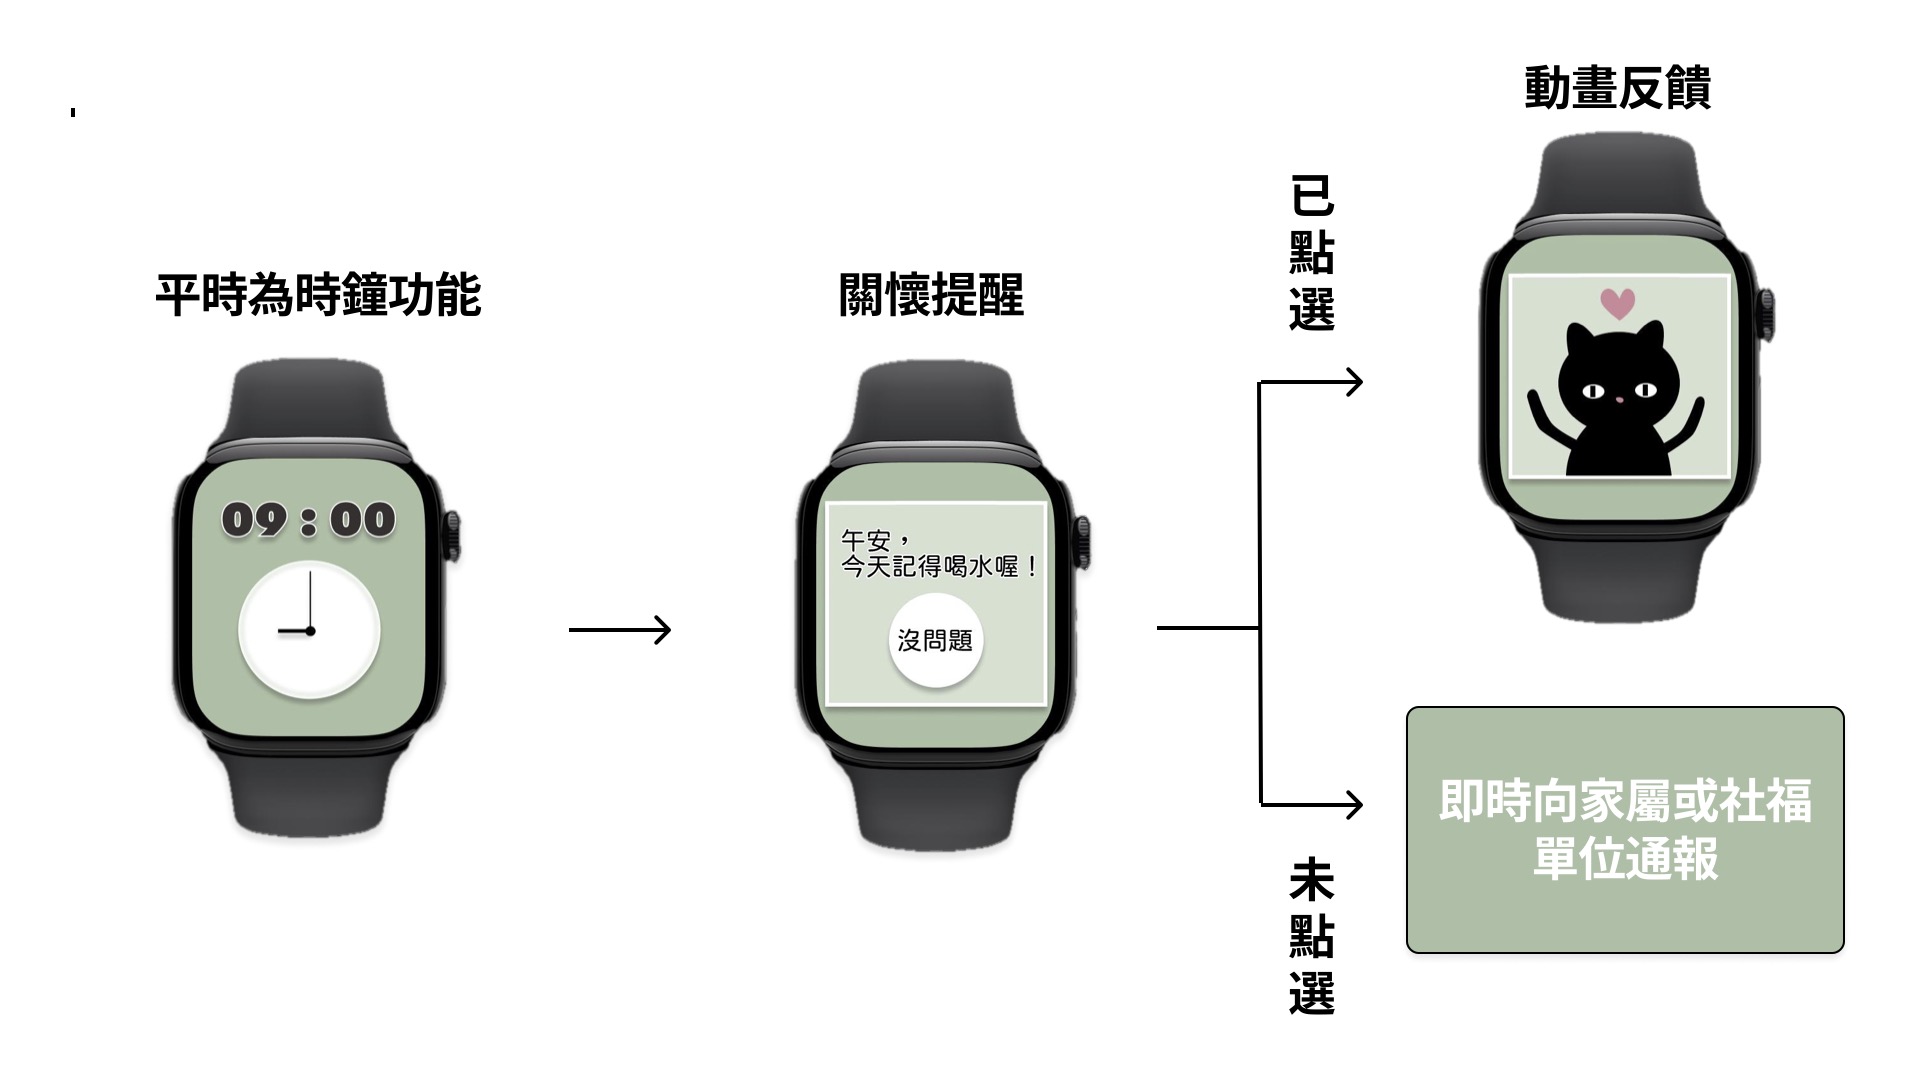 平時為時鐘功能
09:00
關懷提醒
午安，
今天記得喝水喔！
沒問題
已點選
動畫反饋
未點選
即時向家屬或社福
單位通報